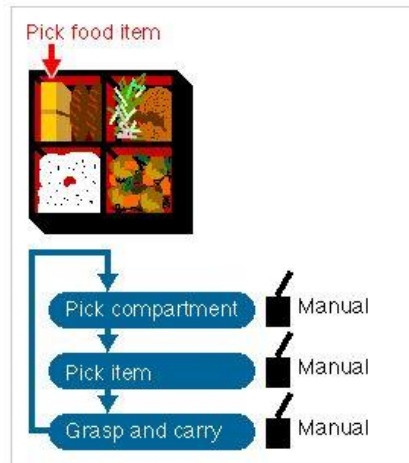 Pick food item
Pick compartment
Manual
Pick item
Manual
Grasp and carry
Manual